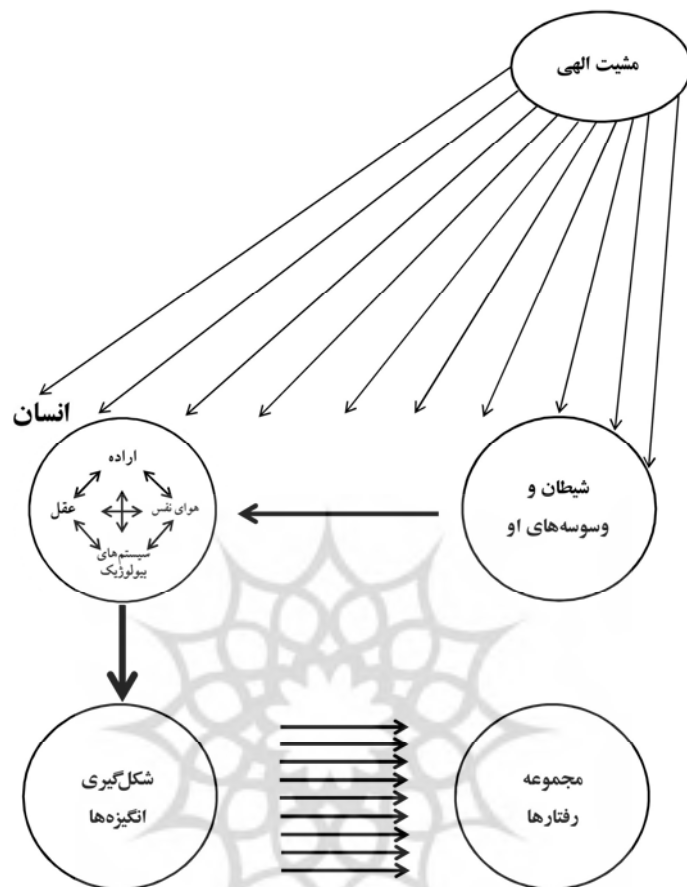 مشیت الهی
انسان
اراده
عقل
هوای نفس
سیستم‌های
بیولوژیک
شیطان و
وسوسه‌های او
شکل‌گیری
انگیزه‌ها
مجموعه
رفتارها